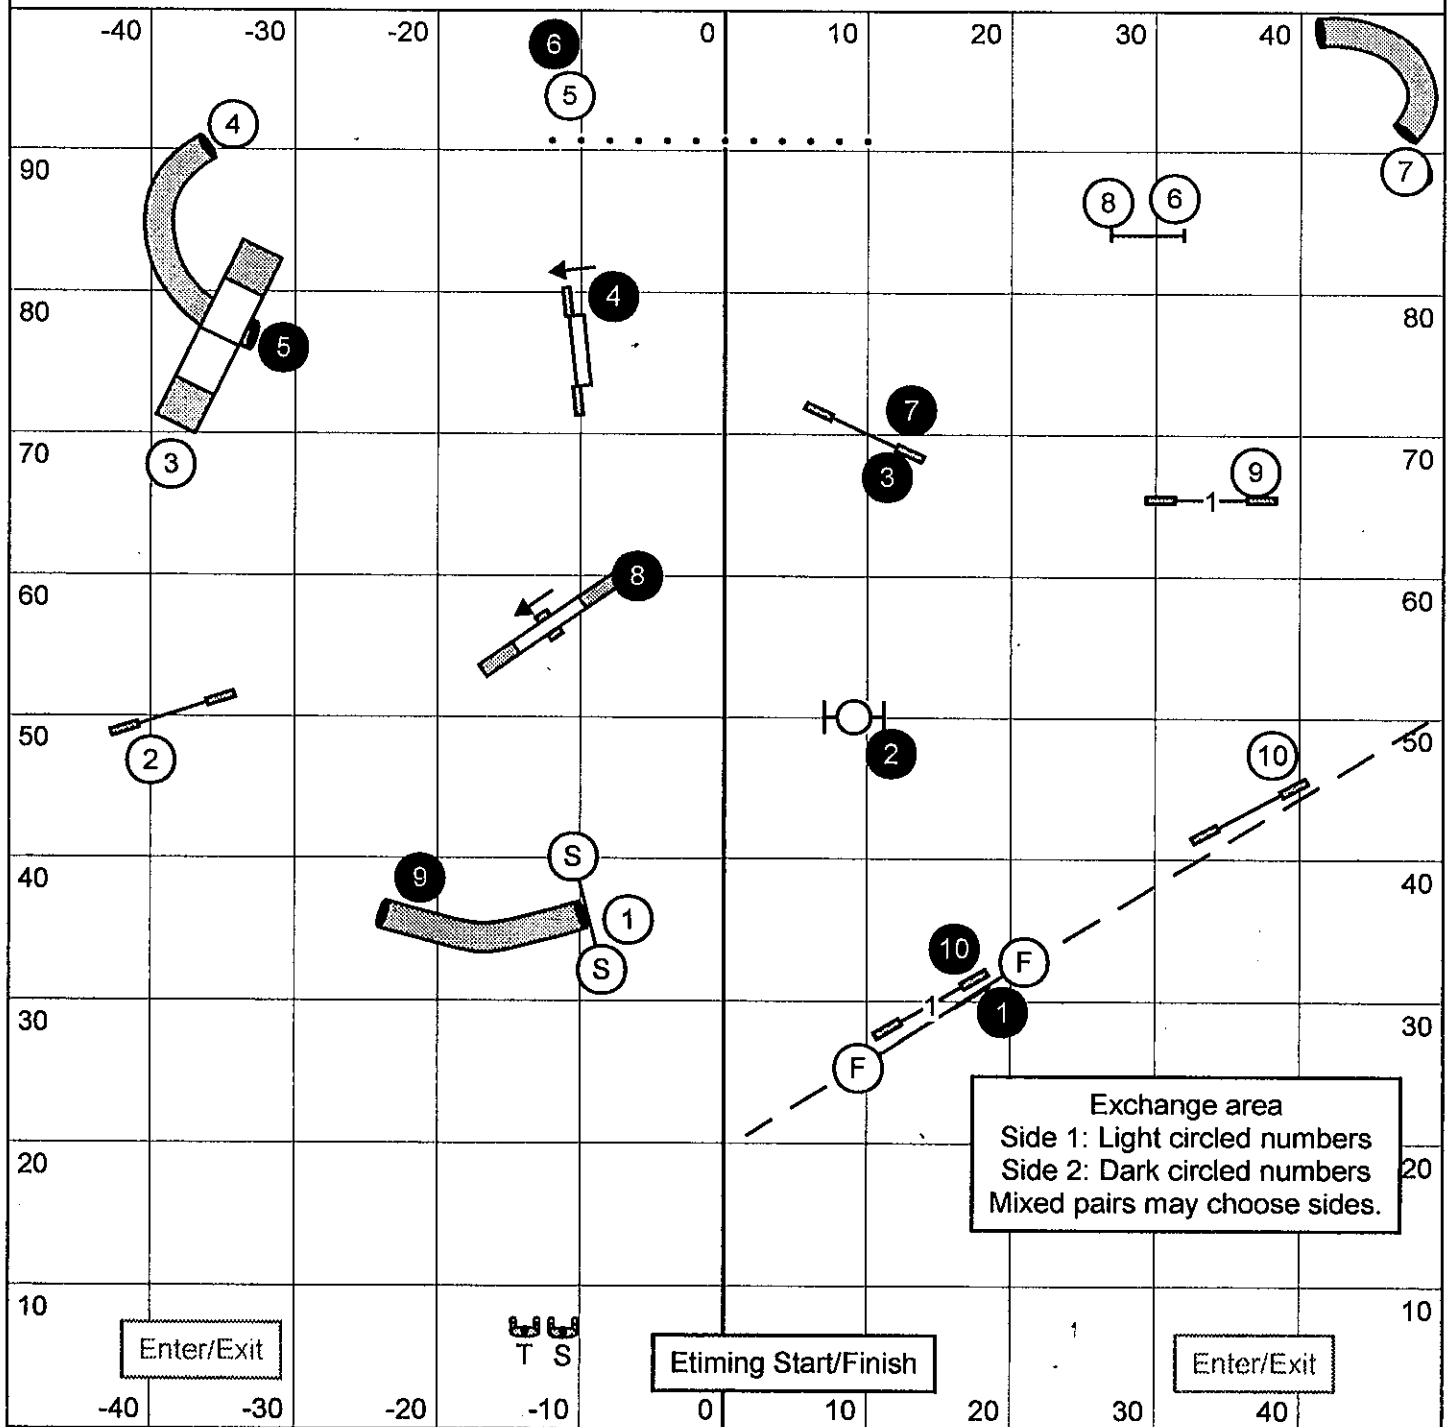 -40 -30 -20 0 10 20 30 40
6
5
4
90
7
8 6
80 4 80
5
7
70 3 9 70
3
1
60 8 60
50 2 50
2
10
40 S 40
9
1
S
10 F
30 1 1 30
F
Exchange area
Side 1: Light circled numbers
20 Side 2: Dark circled numbers 20
Mixed pairs may choose sides.
10 10
Enter/Exit T S Etiming Start/Finish Enter/Exit
-40 -30 -20 -10 0 10 20 30 40